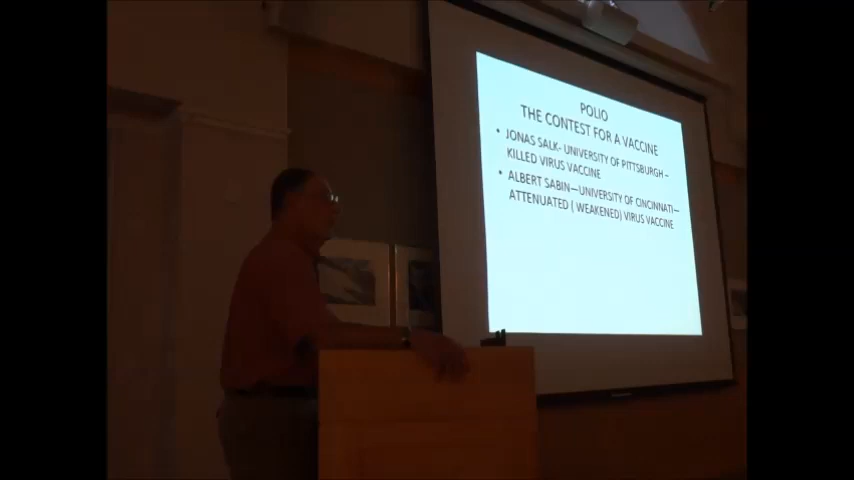 POLIO
THE CONTEST FOR A VACCINE
• JONAS SALK- UNIVERSITY OF PITTSBURGH –
KILLED VIRUS VACCINE
• ALBERT SABIN—UNIVERSITY OF CINCINNATI—
ATTENUATED ( WEAKENED) VIRUS VACCINE